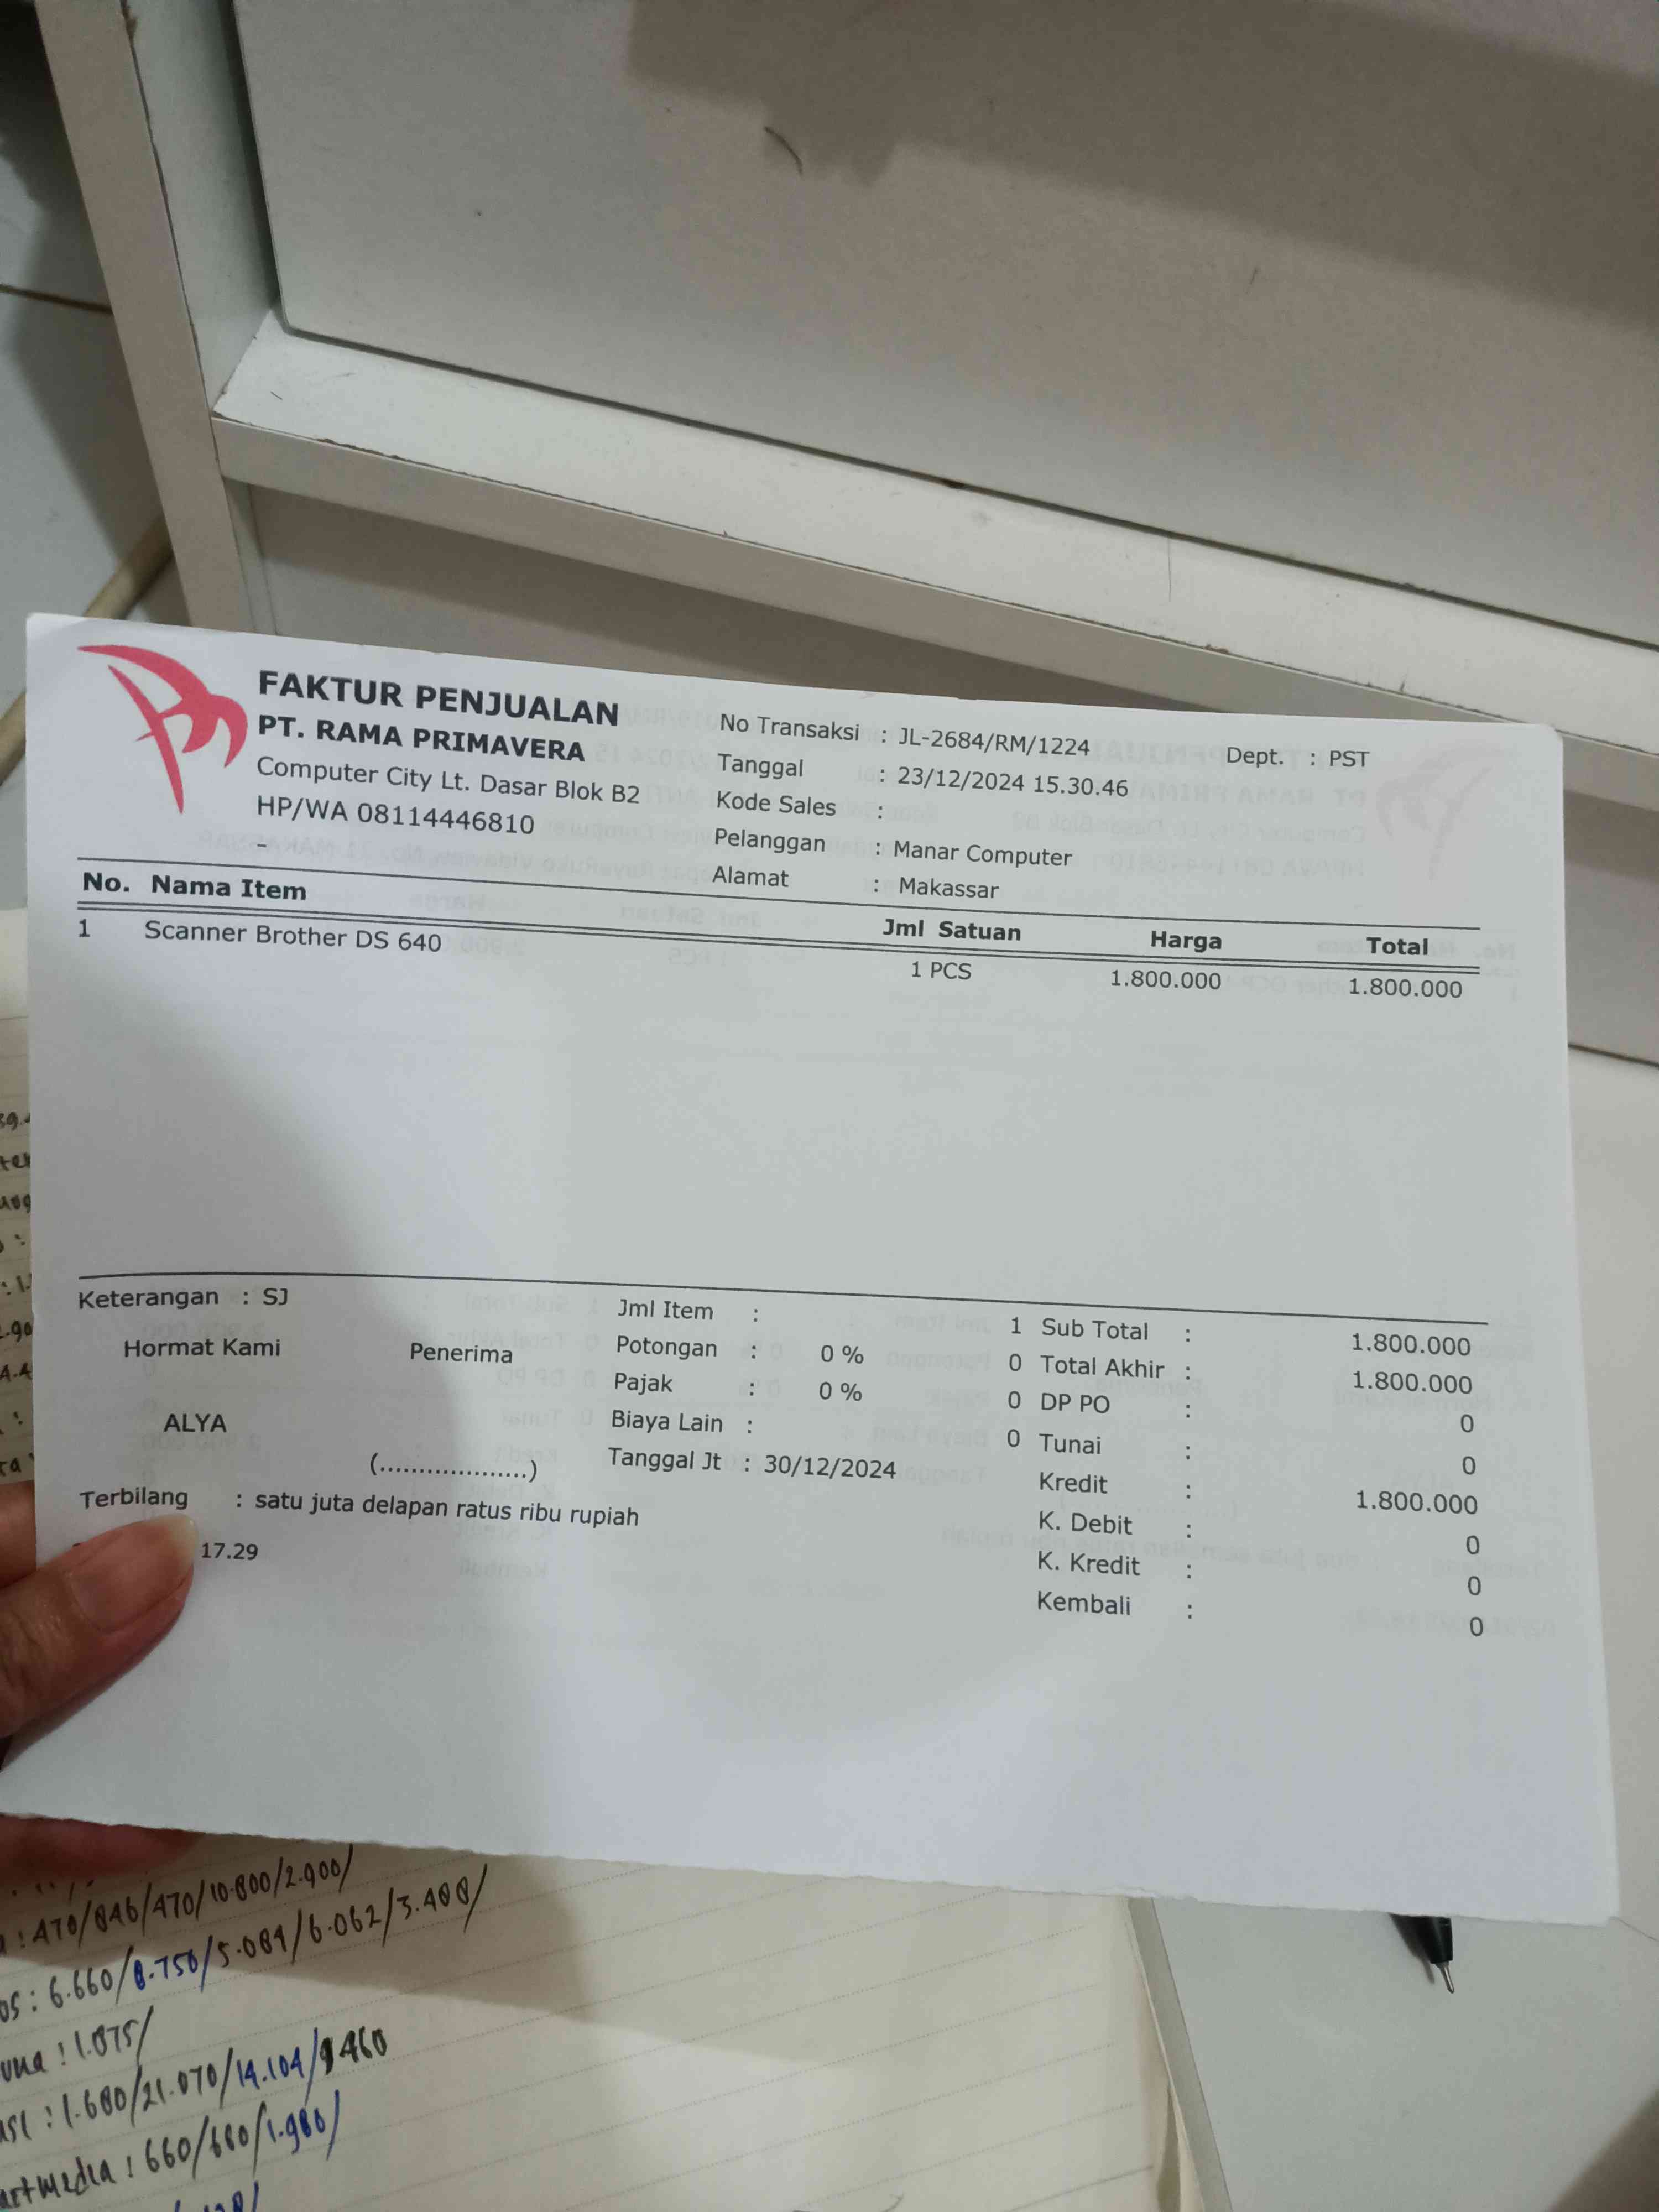 FAKTUR PENJUALAN
PT. RAMA PRIMAVERA
Computer City Lt. Dasar Blok B2
HP/WA 08114446810
-
No Transaksi : JL-2684/RM/1224 Dept. : PST
Tanggal : 23/12/2024 15.30.46
Kode Sales :
Pelanggan : Manar Computer
Alamat : Makassar
No. Nama Item Jml Satuan Harga Total
1 Scanner Brother DS 640 1 PCS 1.800.000 1.800.000
Keterangan : SJ
Hormat Kami Penerima
ALYA
(...................)
Jml Item : 1
Potongan : 0 % 0
Pajak : 0 % 0
Biaya Lain : 0
Tanggal Jt : 30/12/2024
Sub Total : 1.800.000
Total Akhir : 1.800.000
DP PO : 0
Tunai : 0
Kredit : 1.800.000
K. Debit : 0
K. Kredit : 0
Kembali : 0
Terbilang : satu juta delapan ratus ribu rupiah
17.29
: 470/846/470/10.800/2.900/
: 6.660/8.750/5.084/6.062/3.400/
: 1.875/
: 1.680/21.070/14.104/
: 660/660/1.980/